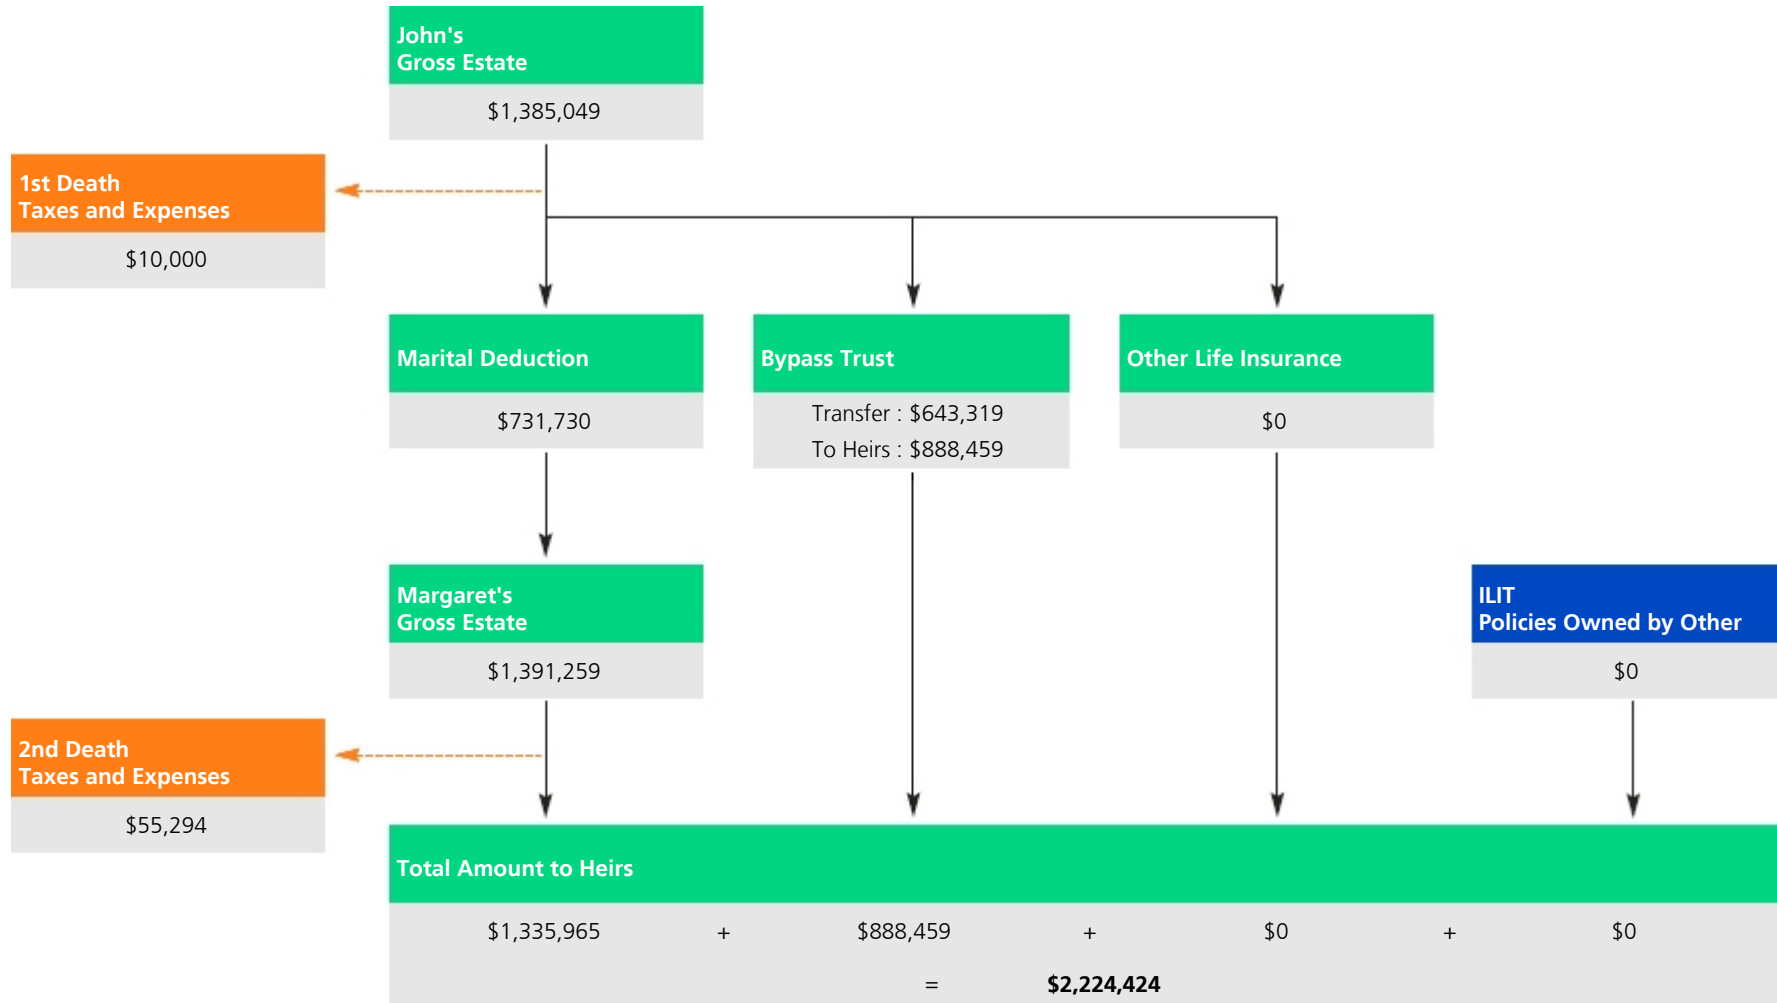 John's
Gross Estate
$1,385,049
1st Death
Taxes and Expenses
$10,000
Marital Deduction
$731,730
Bypass Trust
Transfer : $643,319
To Heirs : $888,459
Other Life Insurance
$0
Margaret's
Gross Estate
$1,391,259
ILIT
Policies Owned by Other
$0
2nd Death
Taxes and Expenses
$55,294
Total Amount to Heirs
$1,335,965 + $888,459 + $0 + $0
= $2,224,424